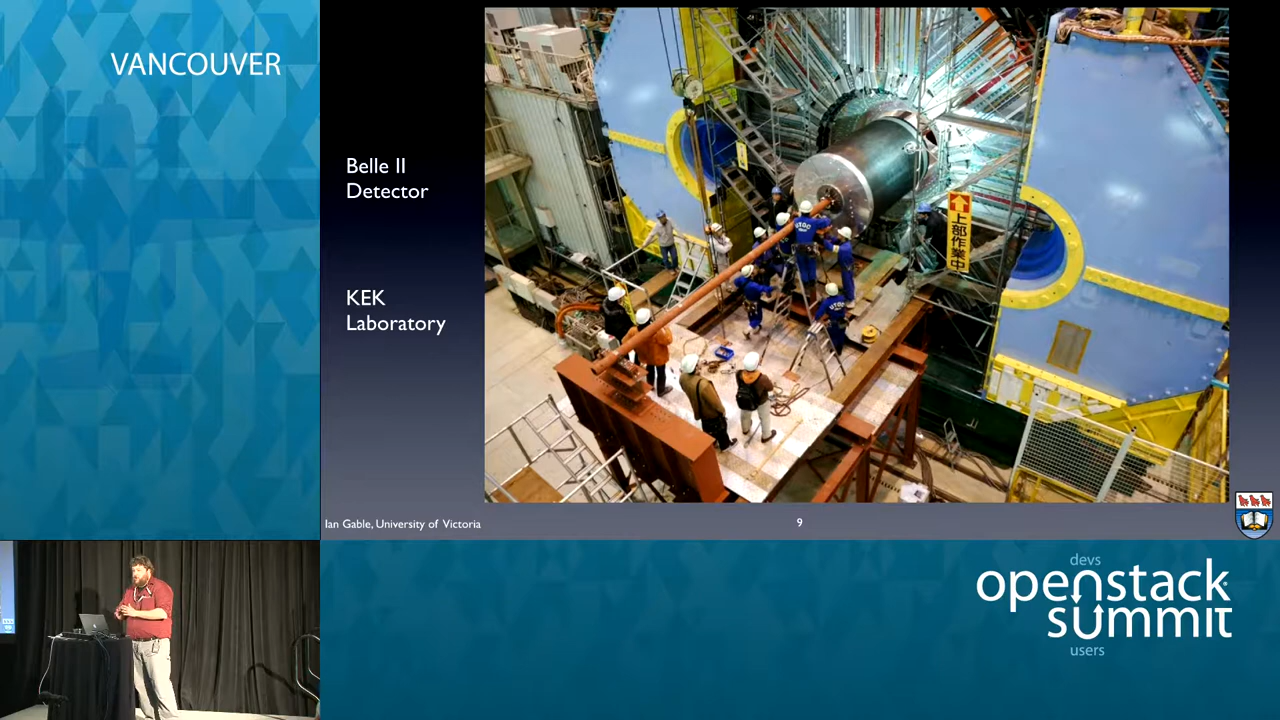 VANCOUVER
Belle II
Detector
KEK
Laboratory
上部作業中
Ian Gable, University of Victoria
9
devs
openstack
summit
users